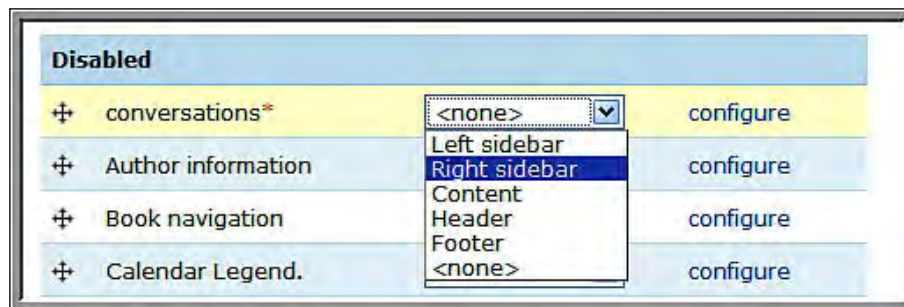 Disabled
conversations* <none> configure
Left sidebar
Author information Right sidebar configure
Content
Book navigation Header configure
Footer
Calendar Legend. <none> configure